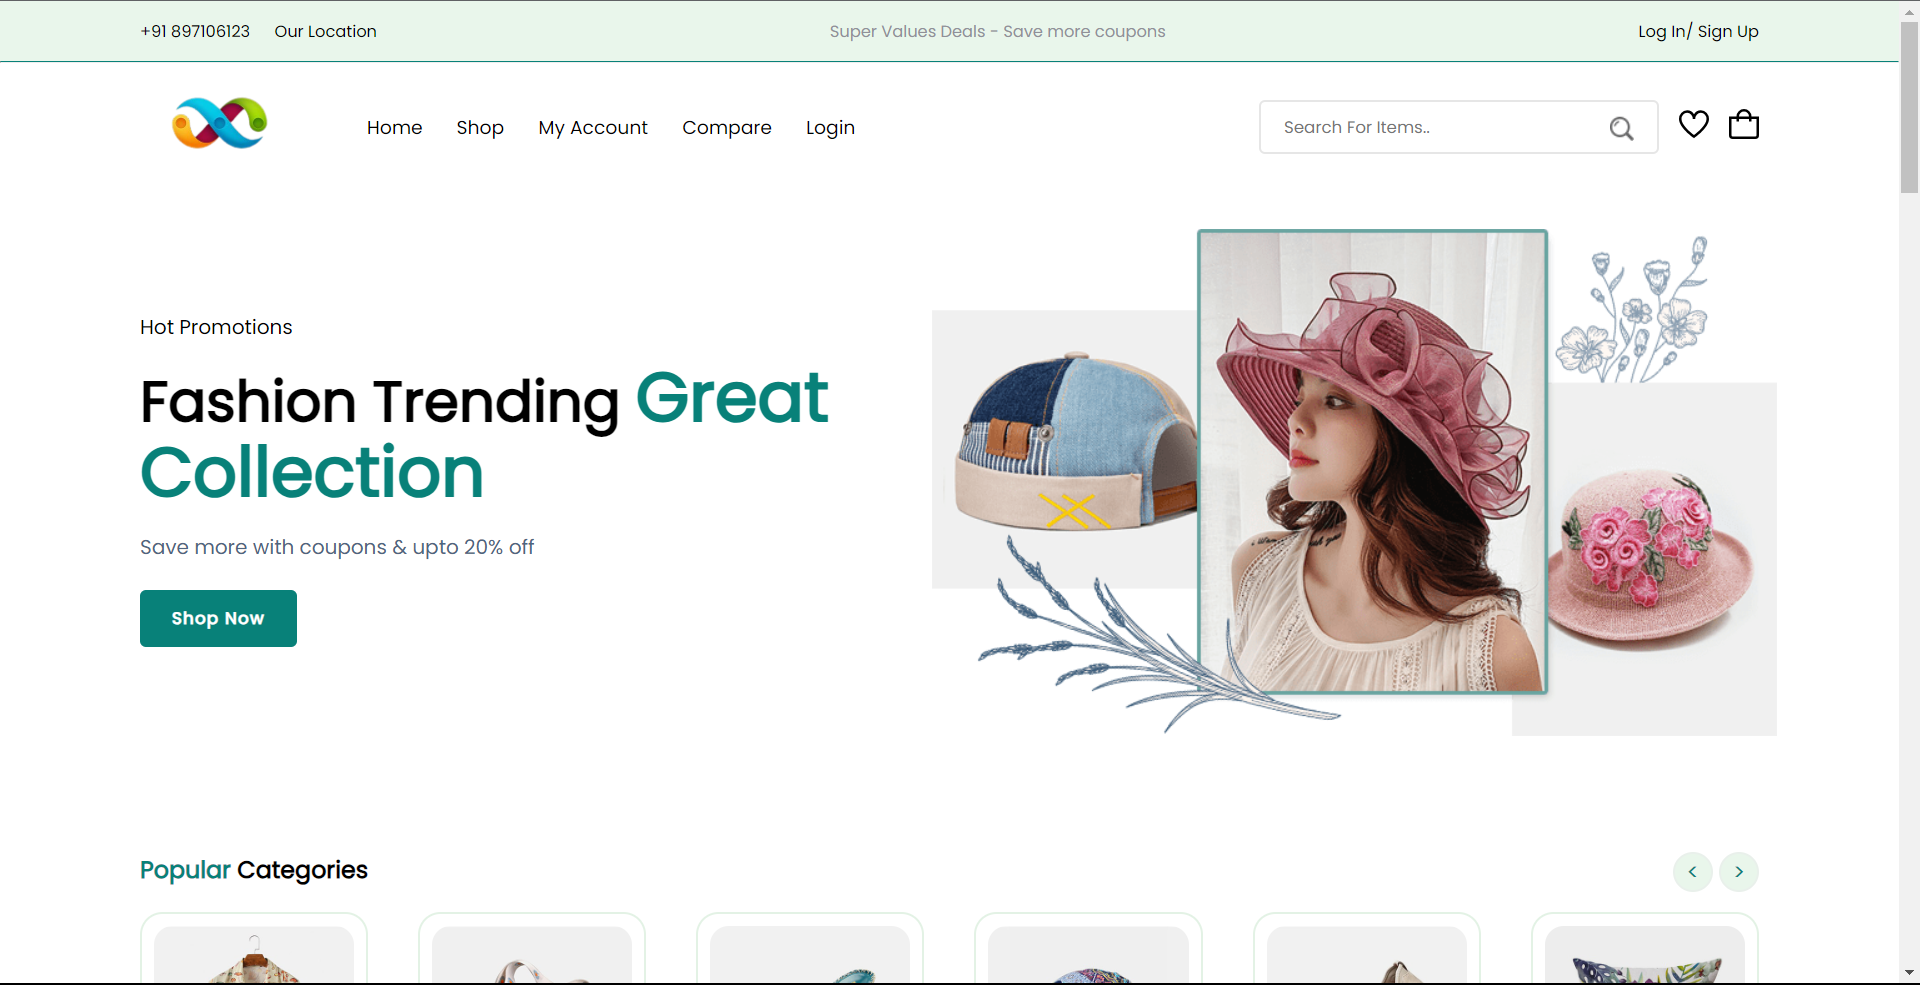 +91 897106123 Our Location
Super Values Deals - Save more coupons
Log In/ Sign Up
Home Shop My Account Compare Login
Search For Items..
Hot Promotions
Fashion Trending Great
Collection
Save more with coupons & upto 20% off
Shop Now
Popular Categories
< >